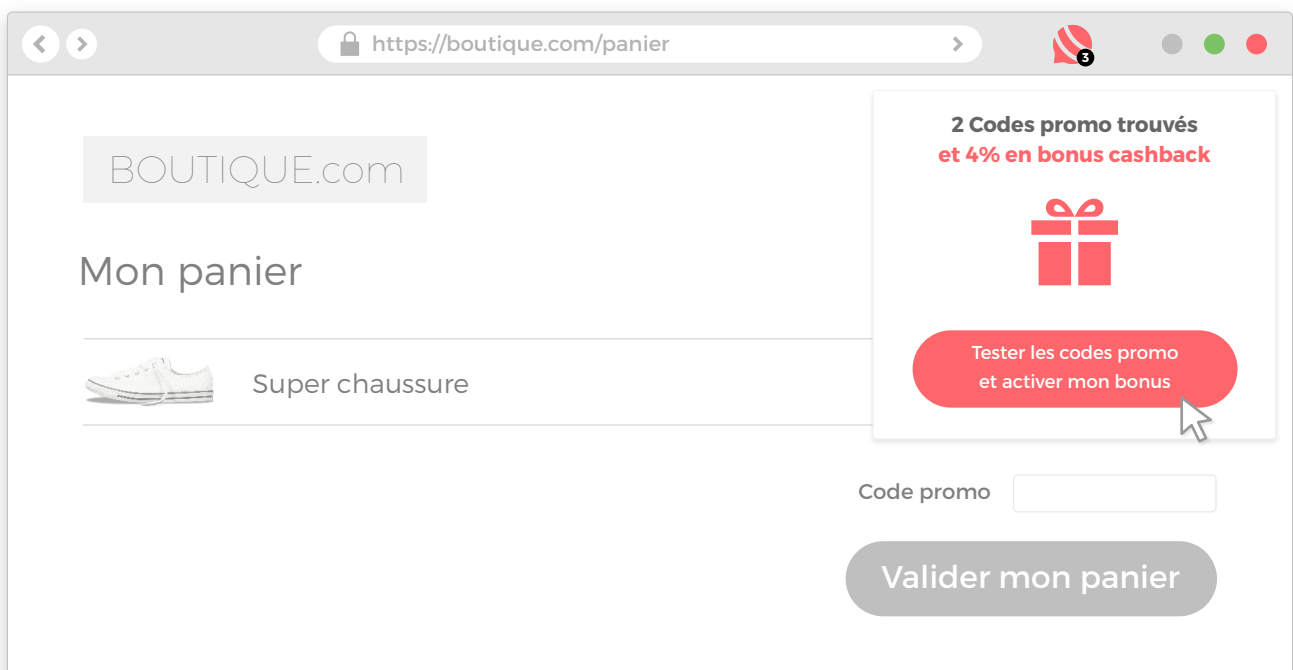 https://boutique.com/panier
3
2 Codes promo trouvés
et 4% en bonus cashback
BOUTIQUE.com
Mon panier
Tester les codes promo
et activer mon bonus
Super chaussure
Code promo
Valider mon panier